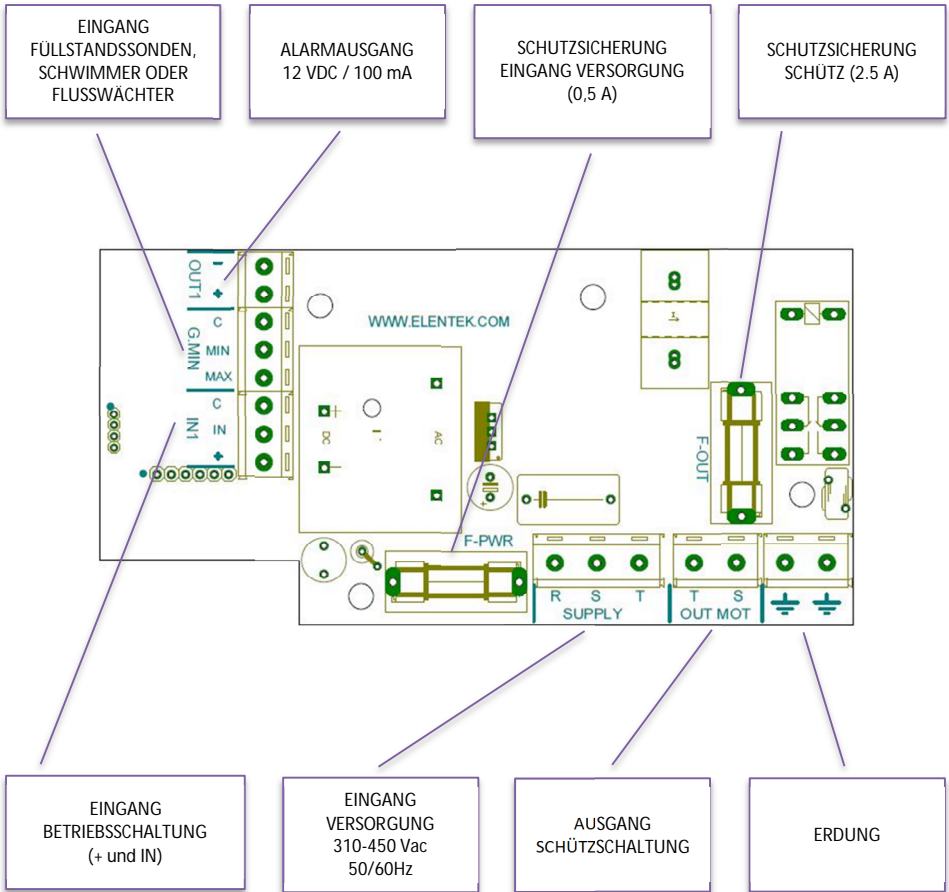 EINGANG
FÜLLSTANDSSONDEN,
SCHWIMMER ODER
FLUSSWÄCHTER
ALARMAUSGANG
12 VDC / 100 mA
SCHUTZSICHERUNG
EINGANG VERSORGUNG
(0,5 A)
SCHUTZSICHERUNG
SCHÜTZ (2.5 A)
OUT1
-
+
G.MIN
C
MIN
MAX
IN1
C
IN
+
WWW.ELENTEK.COM
+
DC
-
AC
+
F-OUT
F-PWR
R S T
SUPPLY
T S
OUT MOT
EINGANG
BETRIEBSSCHALTUNG
(+ und IN)
EINGANG
VERSORGUNG
310-450 Vac
50/60Hz
AUSGANG
SCHÜTZSCHALTUNG
ERDUNG